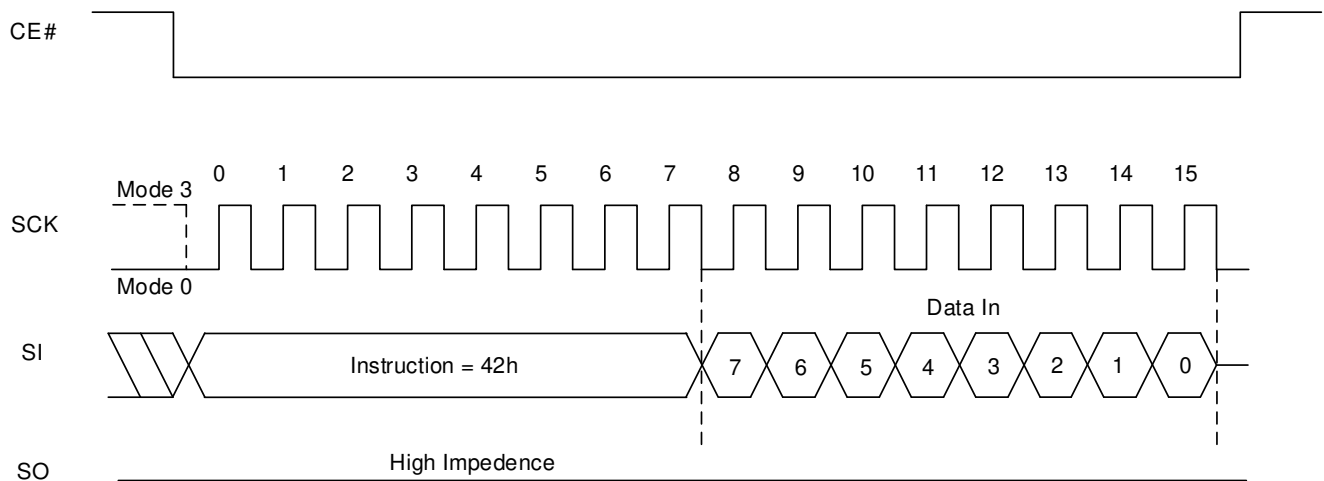 CE#
0 1 2 3 4 5 6 7 8 9 10 11 12 13 14 15
Mode 3
SCK
Mode 0
Data In
SI
Instruction = 42h
7 6 5 4 3 2 1 0
High Impedence
SO